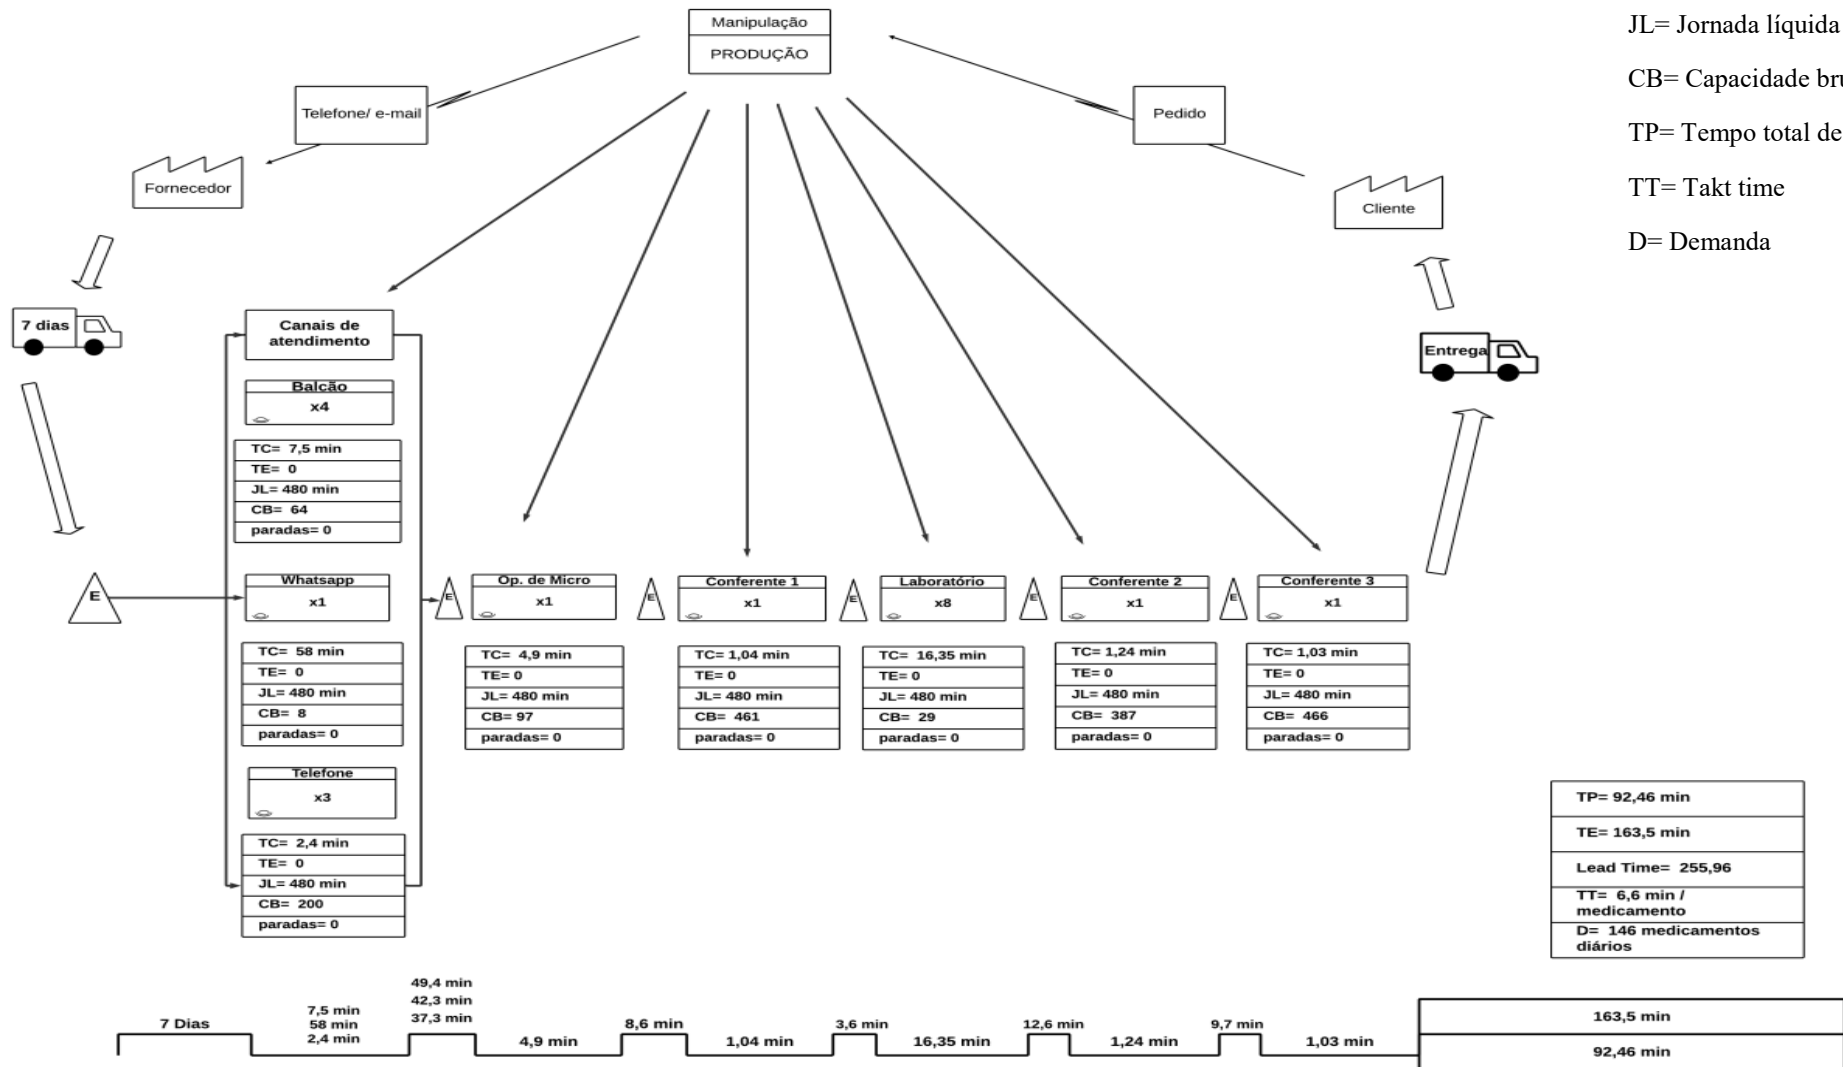 Manipulação
PRODUÇÃO
Telefone/ e-mail
Pedido
Fornecedor
Cliente
7 dias
Entrega
JL= Jornada líquida
CB= Capacidade
TP= Tempo total de
TT= Takt time
D= Demanda
Canais de
atendimento
Balcão
x4
TC= 7,5 min
TE= 0
JL= 480 min
CB= 64
paradas= 0
E
Whatsapp
x1
TC= 58 min
TE= 0
JL= 480 min
CB= 8
paradas= 0
Telefone
x3
TC= 2,4 min
TE= 0
JL= 480 min
CB= 200
paradas= 0
E
Op. de Micro
x1
TC= 4,9 min
TE= 0
JL= 480 min
CB= 97
paradas= 0
E
Conferente 1
x1
TC= 1,04 min
TE= 0
JL= 480 min
CB= 461
paradas= 0
E
Laboratório
x8
TC= 16,35 min
TE= 0
JL= 480 min
CB= 29
paradas= 0
E
Conferente 2
x1
TC= 1,24 min
TE= 0
JL= 480 min
CB= 387
paradas= 0
E
Conferente 3
x1
TC= 1,03 min
TE= 0
JL= 480 min
CB= 466
paradas= 0
TP= 92,46 min
TE= 163,5 min
Lead Time= 255,96
TT= 6,6 min /
medicamento
D= 146 medicamentos
diários
7 Dias
7,5 min
58 min
2,4 min
49,4 min
42,3 min
37,3 min
4,9 min
8,6 min
1,04 min
3,6 min
16,35 min
12,6 min
1,24 min
9,7 min
1,03 min
163,5 min
92,46 min